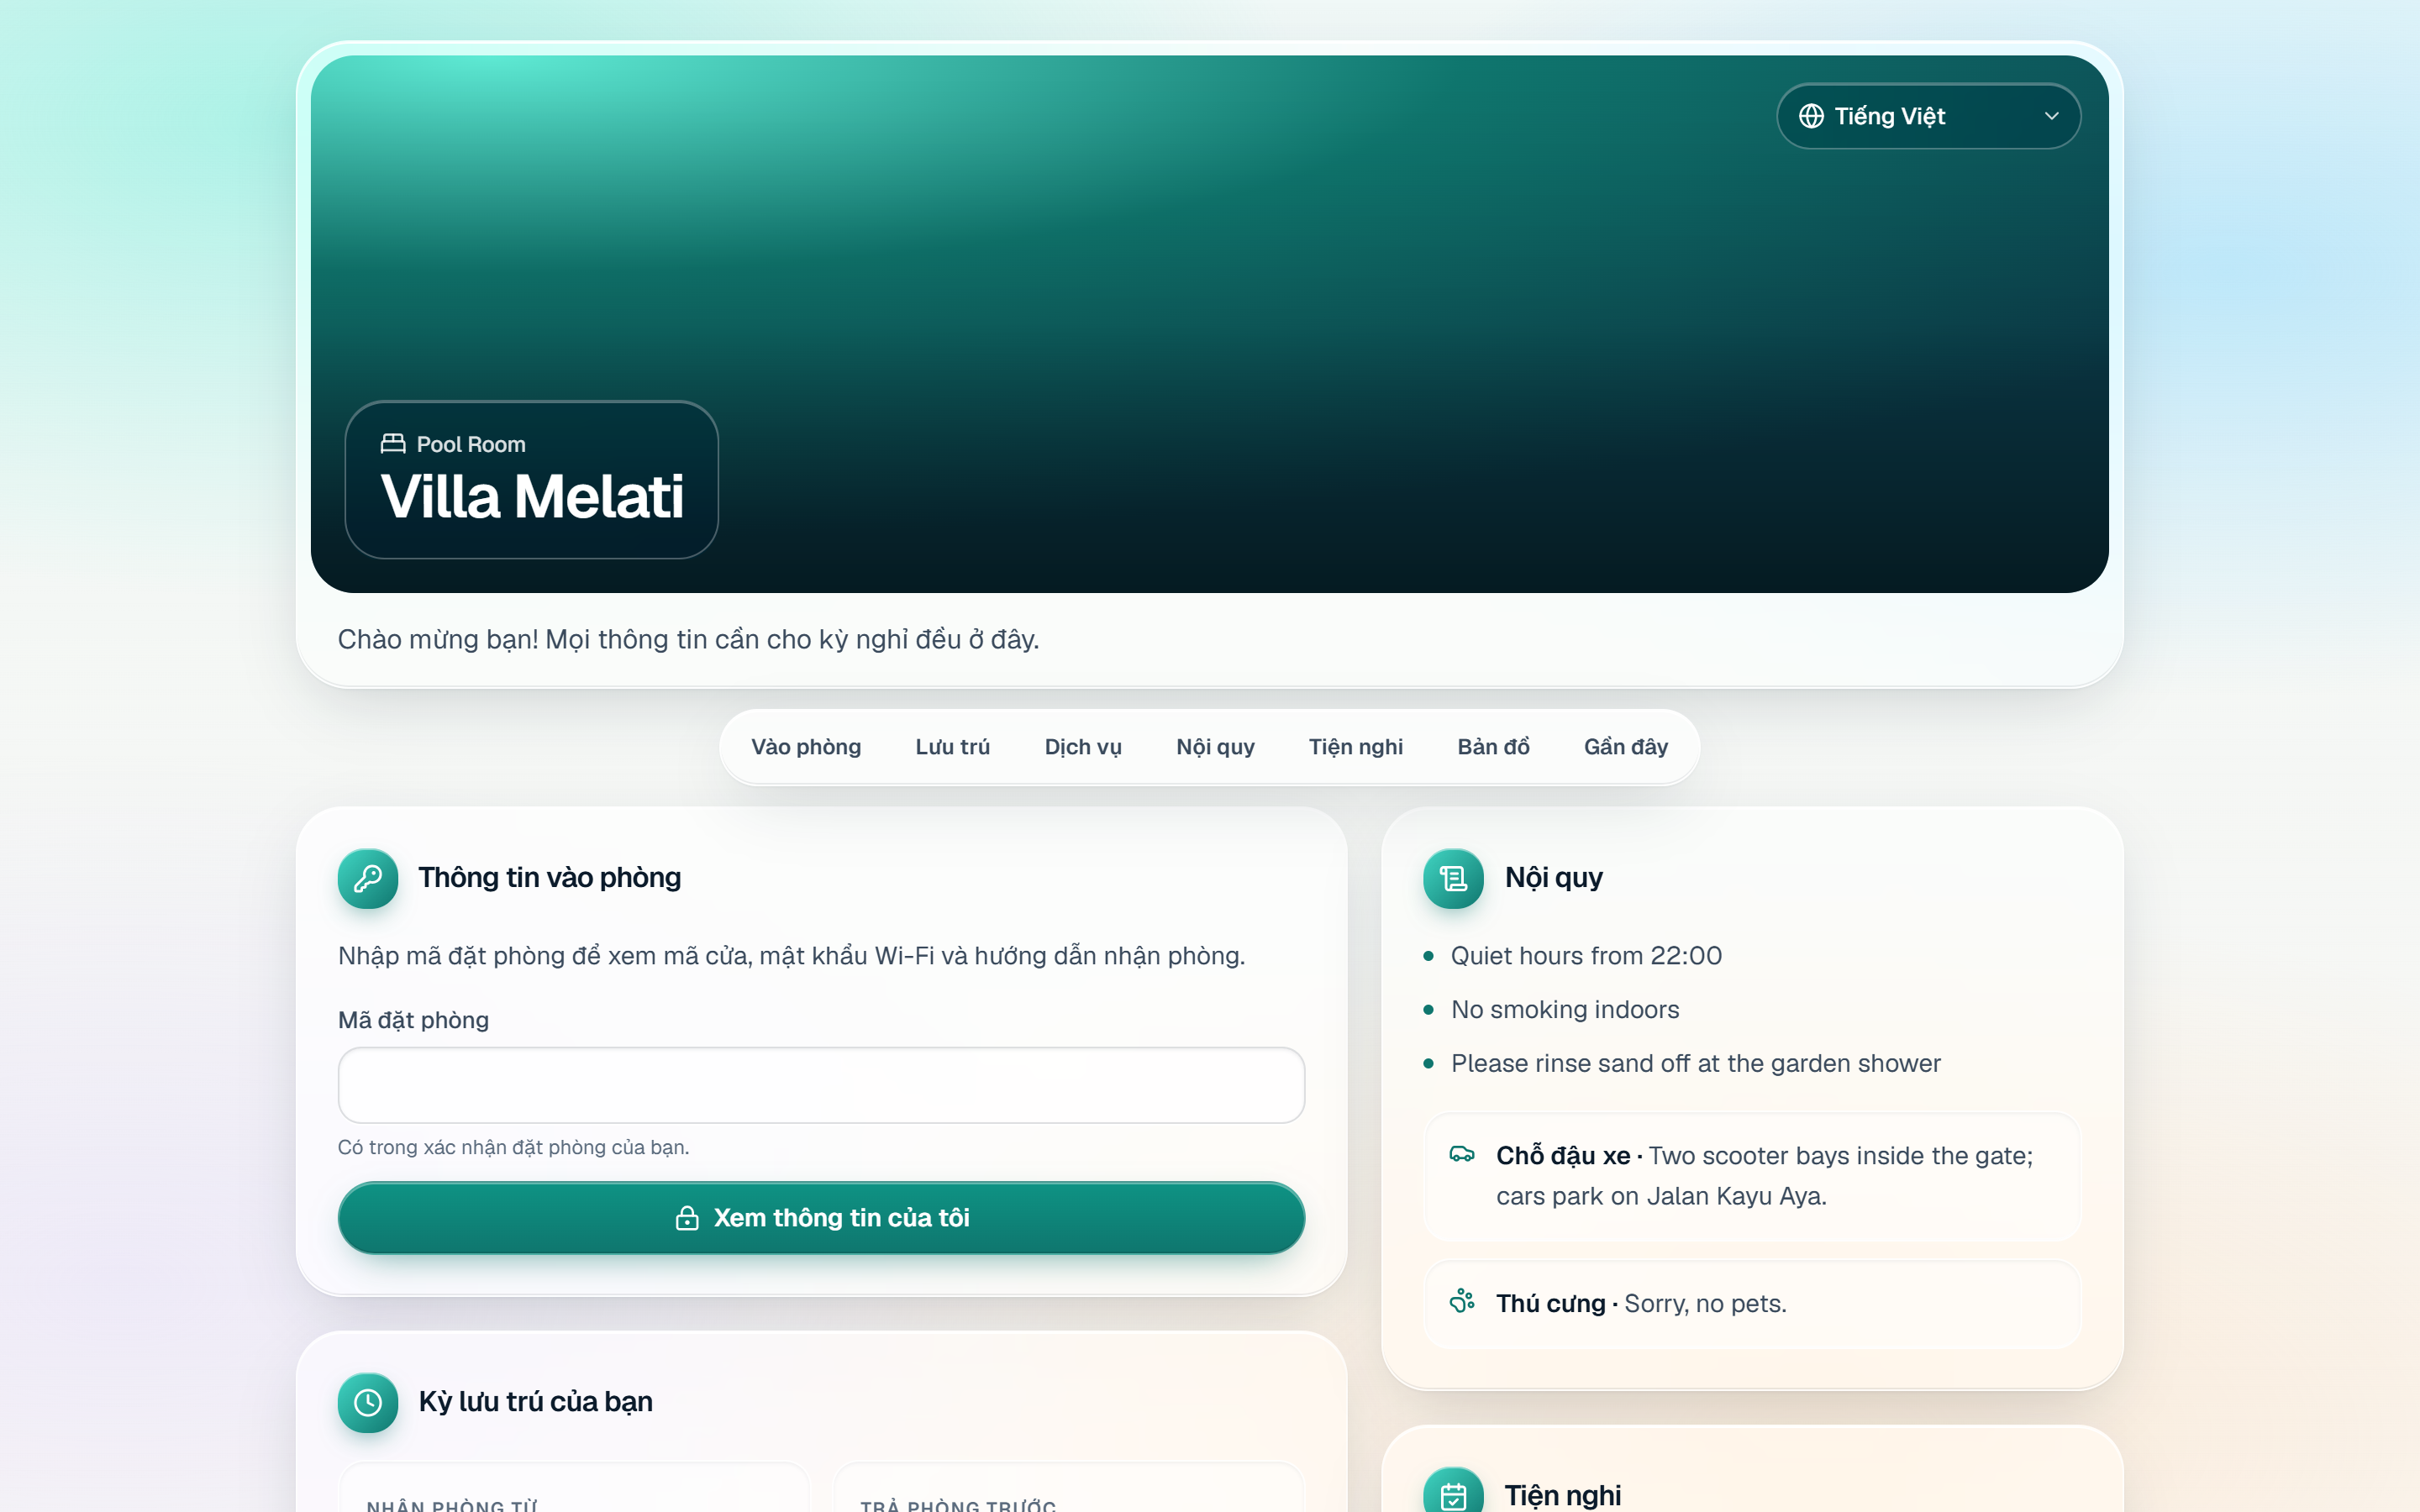 Tiếng Việt
Pool Room
Villa Melati
Chào mừng bạn! Mọi thông tin cần cho kỳ nghỉ đều ở đây.
Vào phòng Lưu trú Dịch vụ Nội quy Tiện nghi Bản đồ Gần đây
Thông tin vào phòng
Nhập mã đặt phòng để xem mã cửa, mật khẩu Wi-Fi và hướng dẫn nhận phòng.
Mã đặt phòng
Có trong xác nhận đặt phòng của bạn.
Xem thông tin của tôi
Kỳ lưu trú của bạn
NHẬN PHÒNG TỪ
TRẢ PHÒNG TRƯỚC
Nội quy
Quiet hours from 22:00
No smoking indoors
Please rinse sand off at the garden shower
Chỗ đậu xe · Two scooter bays inside the gate;
cars park on Jalan Kayu Aya.
Thú cưng · Sorry, no pets.
Tiện nghi